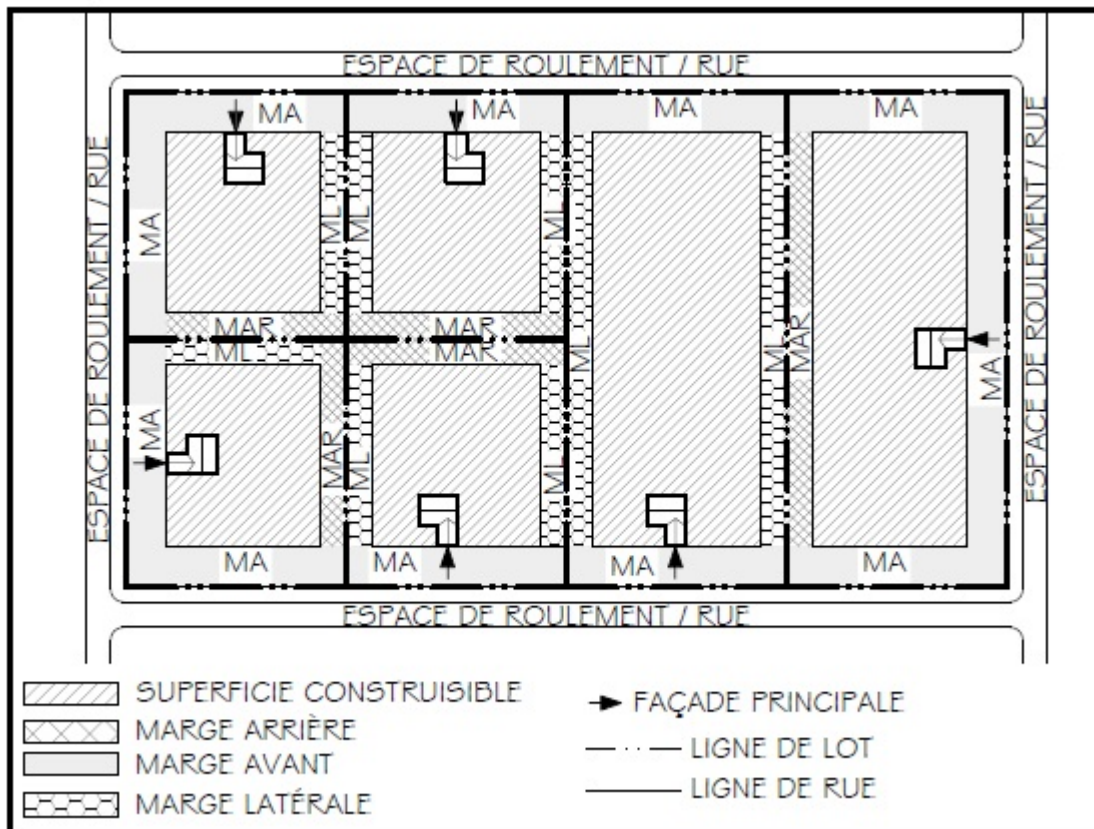 ESPACE DE ROULEMENT / RUE
MA
MA
MA
MA
ESPACE DE ROULEMENT / RUE
ESPACE DE ROULEMENT / RUE
MA
ML
ML
ML
MAR
MAR
ML
MAR
ML
ML
MAR
MA
MA
MAR
ML
ML
MA
MA
MA
MA
ESPACE DE ROULEMENT / RUE
SUPERFICIE CONSTRUISIBLE
MARGE ARRIÈRE
MARGE AVANT
MARGE LATÉRALE
FAÇADE PRINCIPALE
LIGNE DE LOT
LIGNE DE RUE